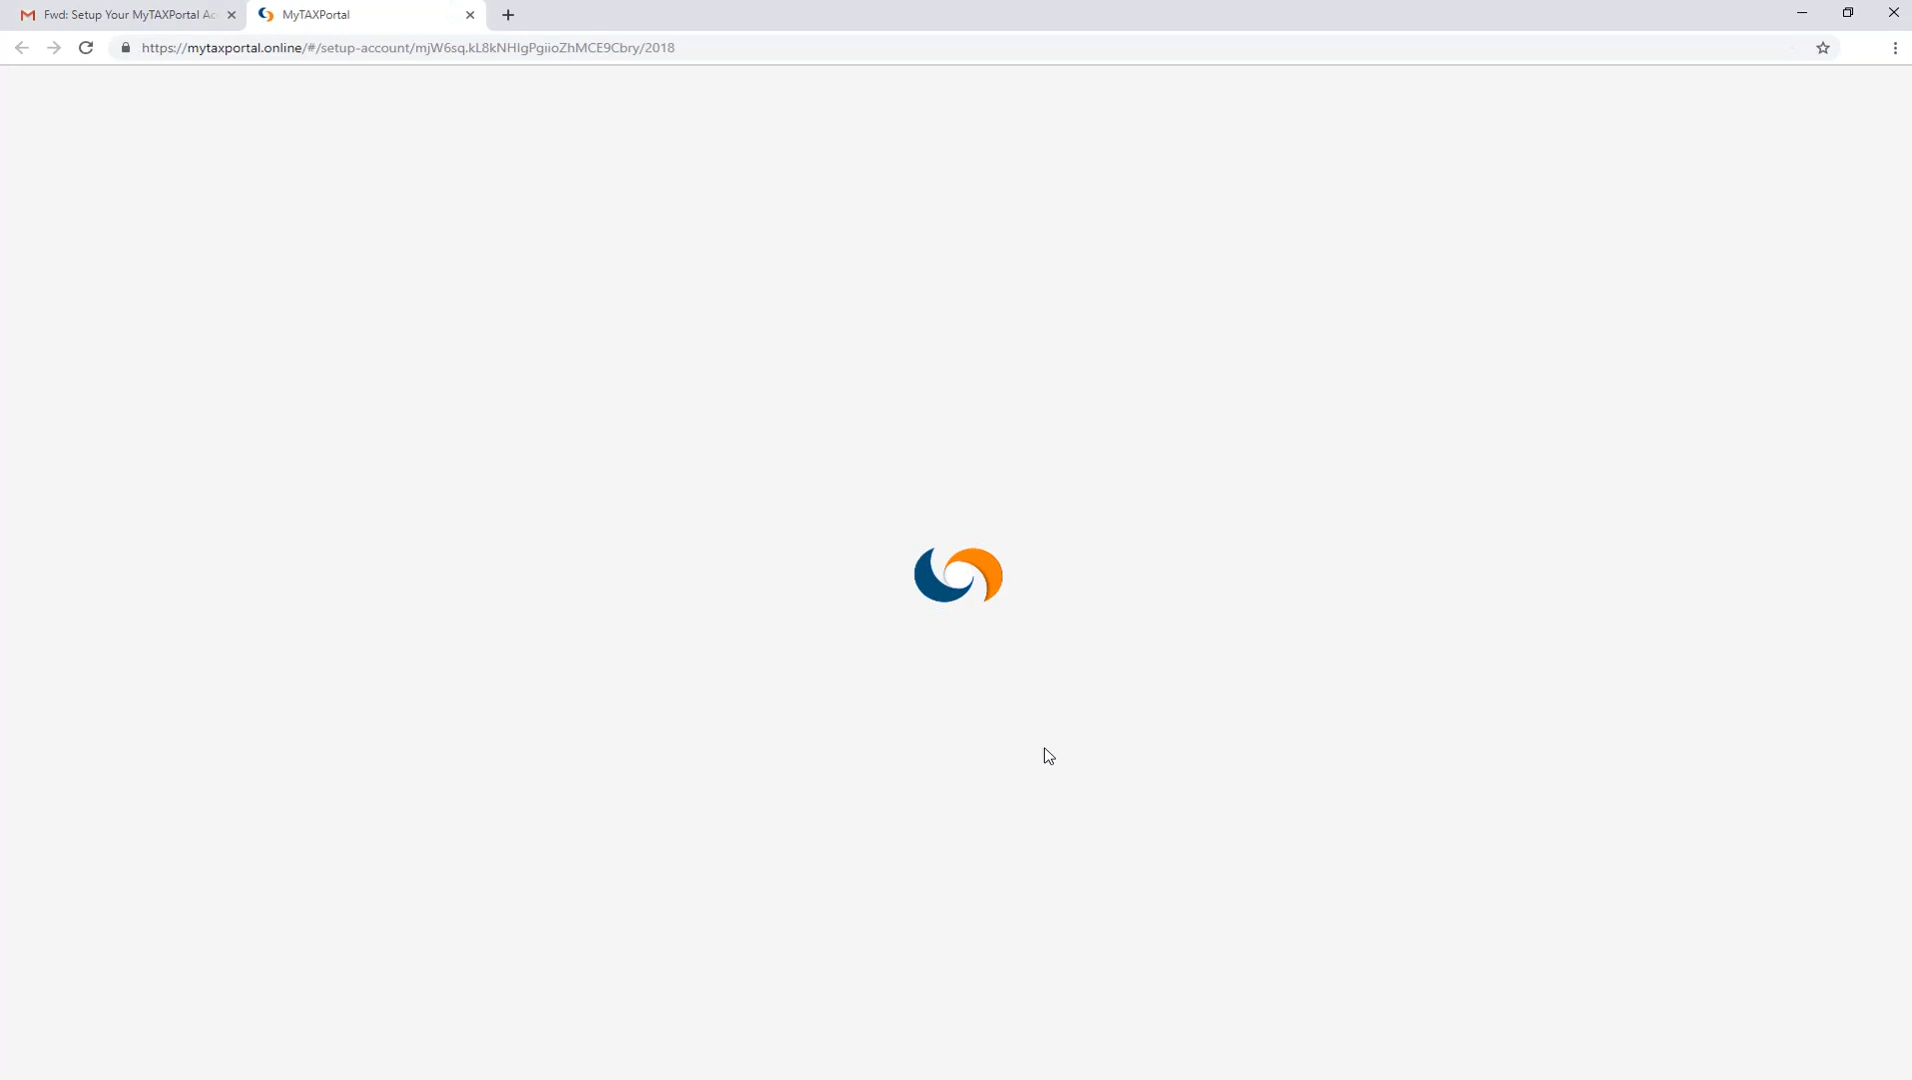 Fwd: Setup Your MyTAXPortal Ac
MyTAXPortal
https://mytaxportal.online/#/setup-account/mjW6sq.kL8kNHIgPgiioZhMCE9Cbry/2018